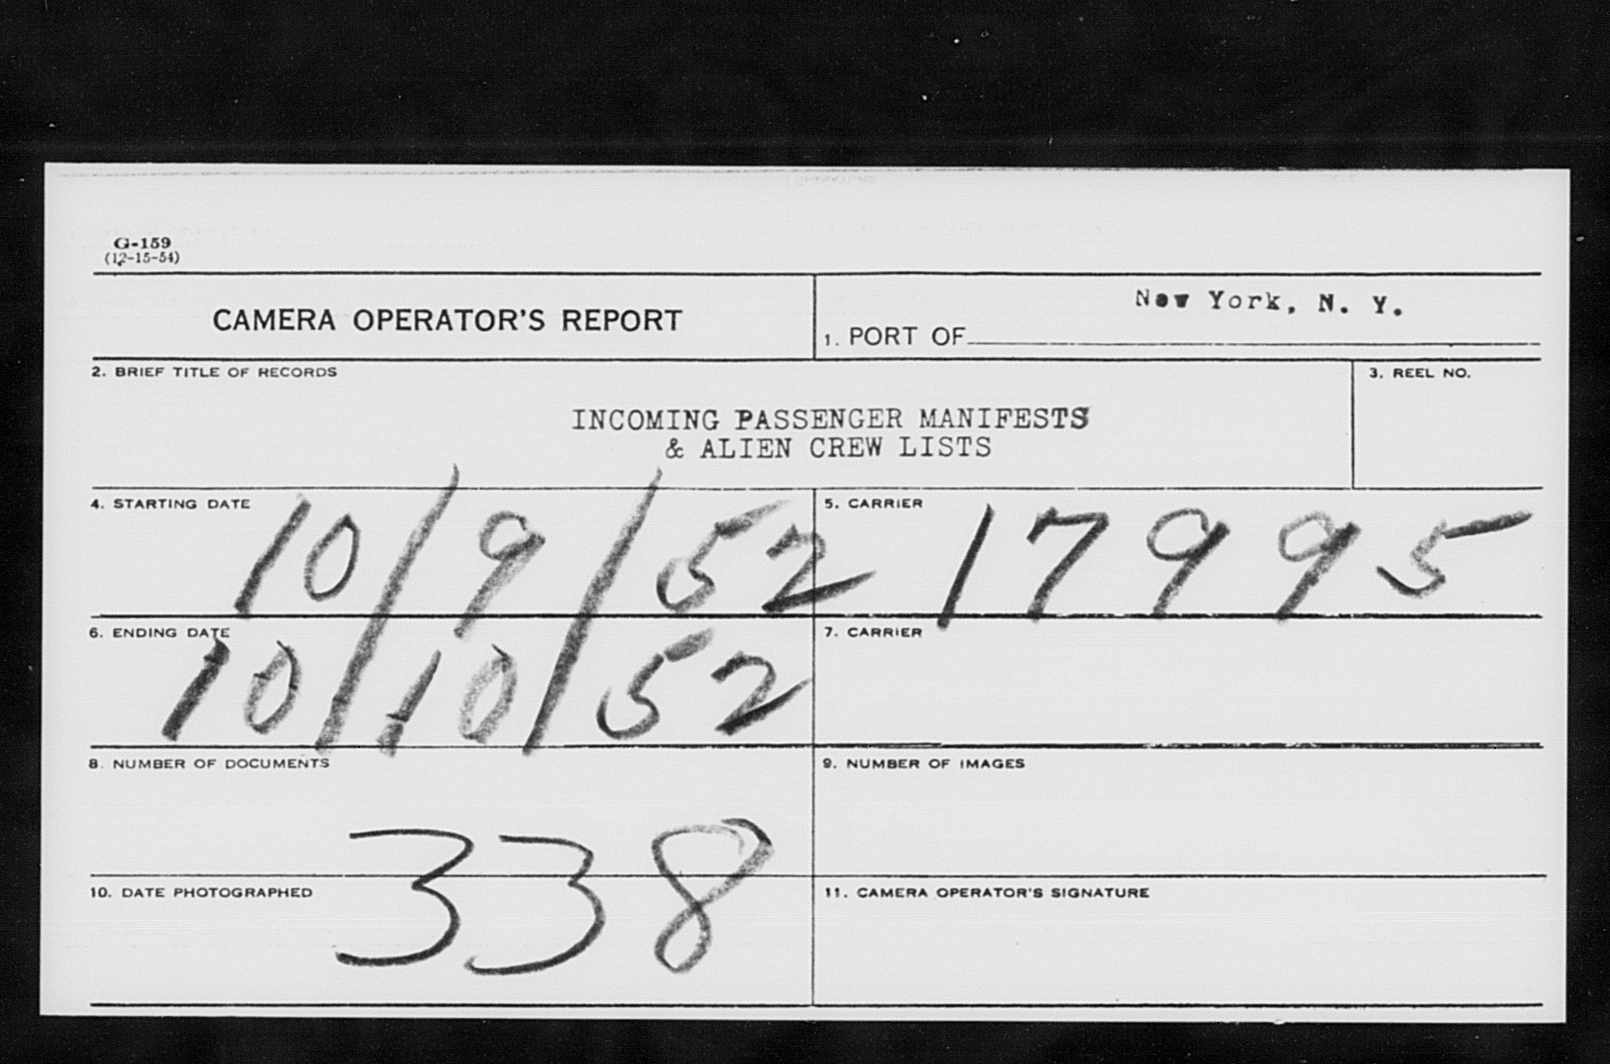 G-159
(12-15-54)
CAMERA OPERATOR'S REPORT
New York, N. Y.
1. PORT OF
2. BRIEF TITLE OF RECORDS
3. REEL NO.
INCOMING PASSENGER MANIFESTS
& ALIEN CREW LISTS
4. STARTING DATE
10/9/52
5. CARRIER
17995
6. ENDING DATE
10/10/52
7. CARRIER
8. NUMBER OF DOCUMENTS
9. NUMBER OF IMAGES
338
10. DATE PHOTOGRAPHED
11. CAMERA OPERATOR'S SIGNATURE